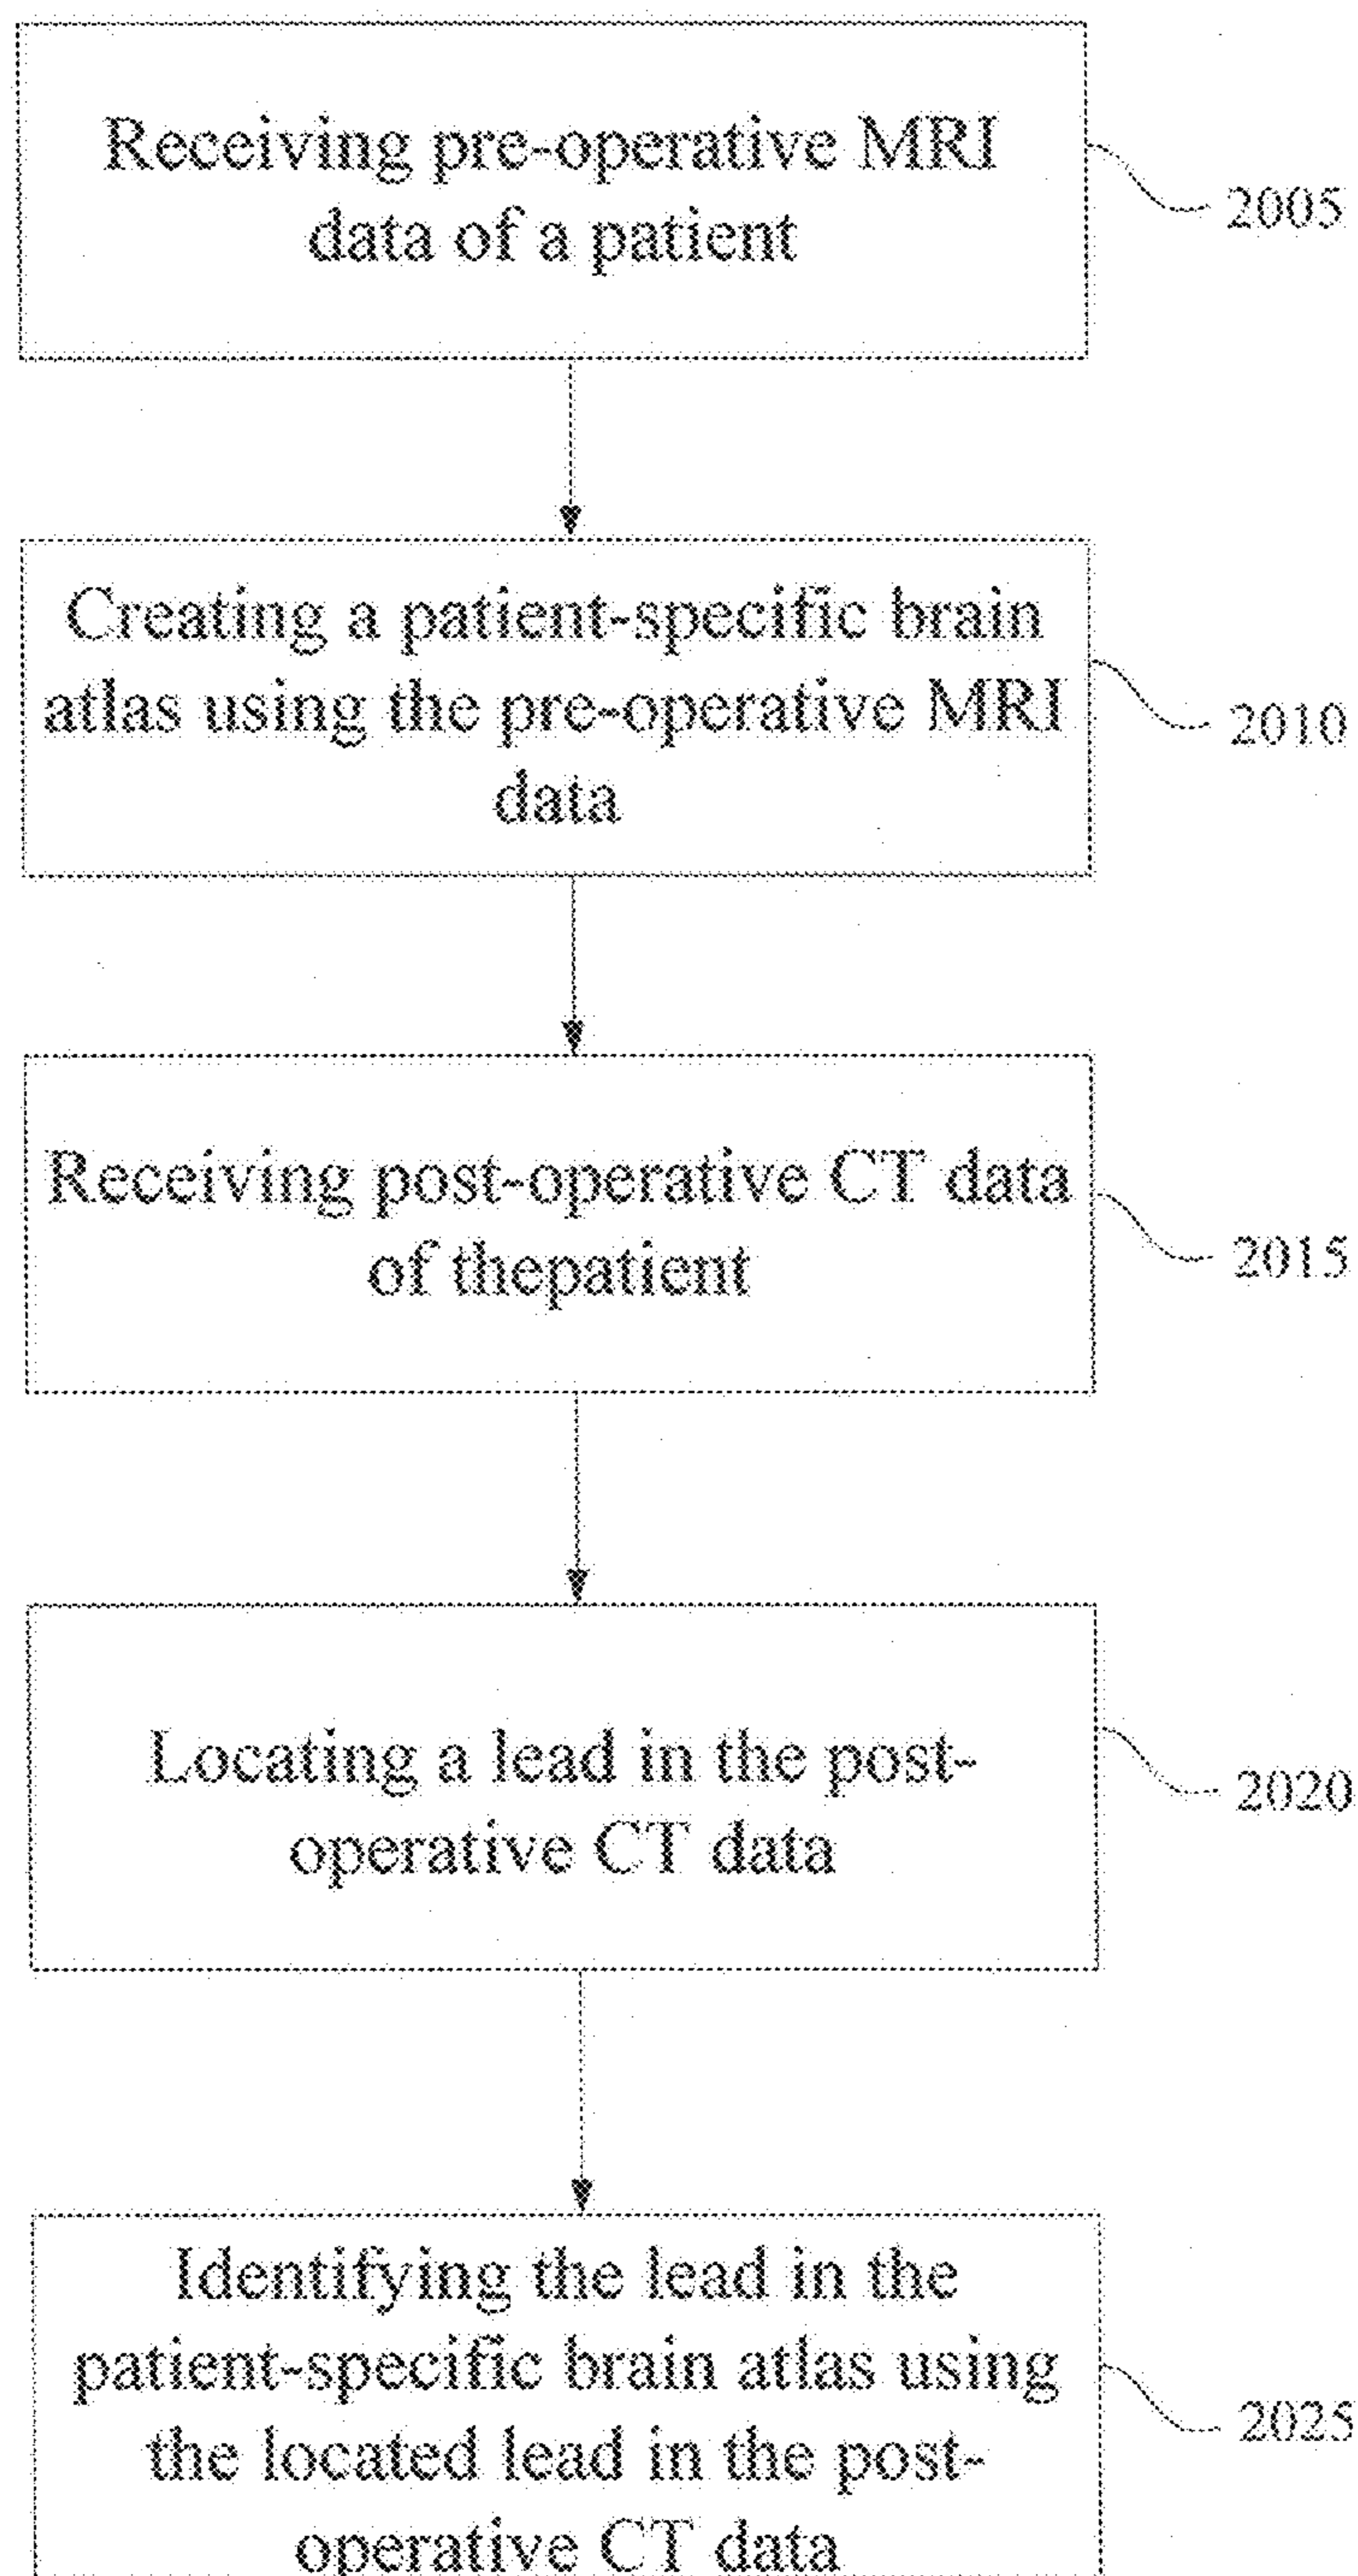 Receiving pre-operative MRI
data of a patient
2005
Creating a patient-specific brain
atlas using the pre-operative MRI
data
2010
Receiving post-operative CT data
of thepatient
2015
Locating a lead in the post-
operative CT data
2020
Identifying the lead in the
patient-specific brain atlas using
the located lead in the post-
operative CT data
2025